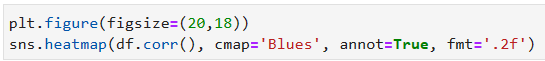 plt.figure(figsize=(20,18))
sns.heatmap(df.corr(), cmap='Blues', annot=True, fmt='.2f')